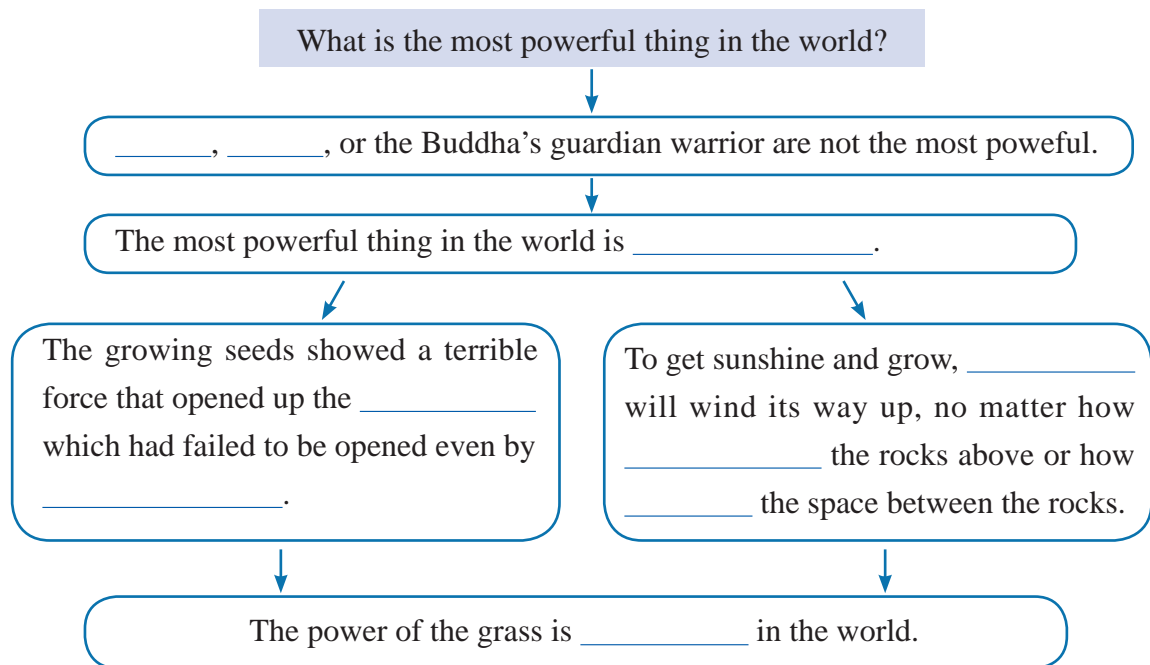 What is the most powerful thing in the world?
______, ______, or the Buddha’s guardian warrior are not the most poweful.
The most powerful thing in the world is _______________.
The growing seeds showed a terrible
force that opened up the ___________
which had failed to be opened even by
_______________.
To get sunshine and grow, __________
will wind its way up, no matter how
____________ the rocks above or how
________ the space between the rocks.
The power of the grass is __________ in the world.